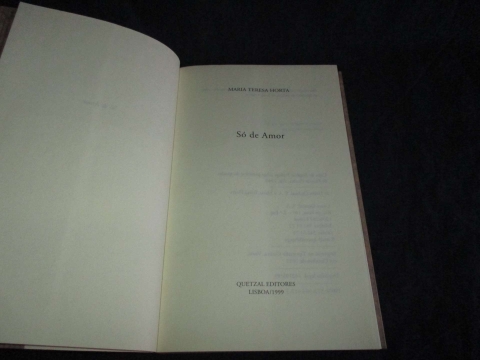 MARIA TERESA HORTA
Só de Amor
QUETZAL EDITORES
LISBOA/1999